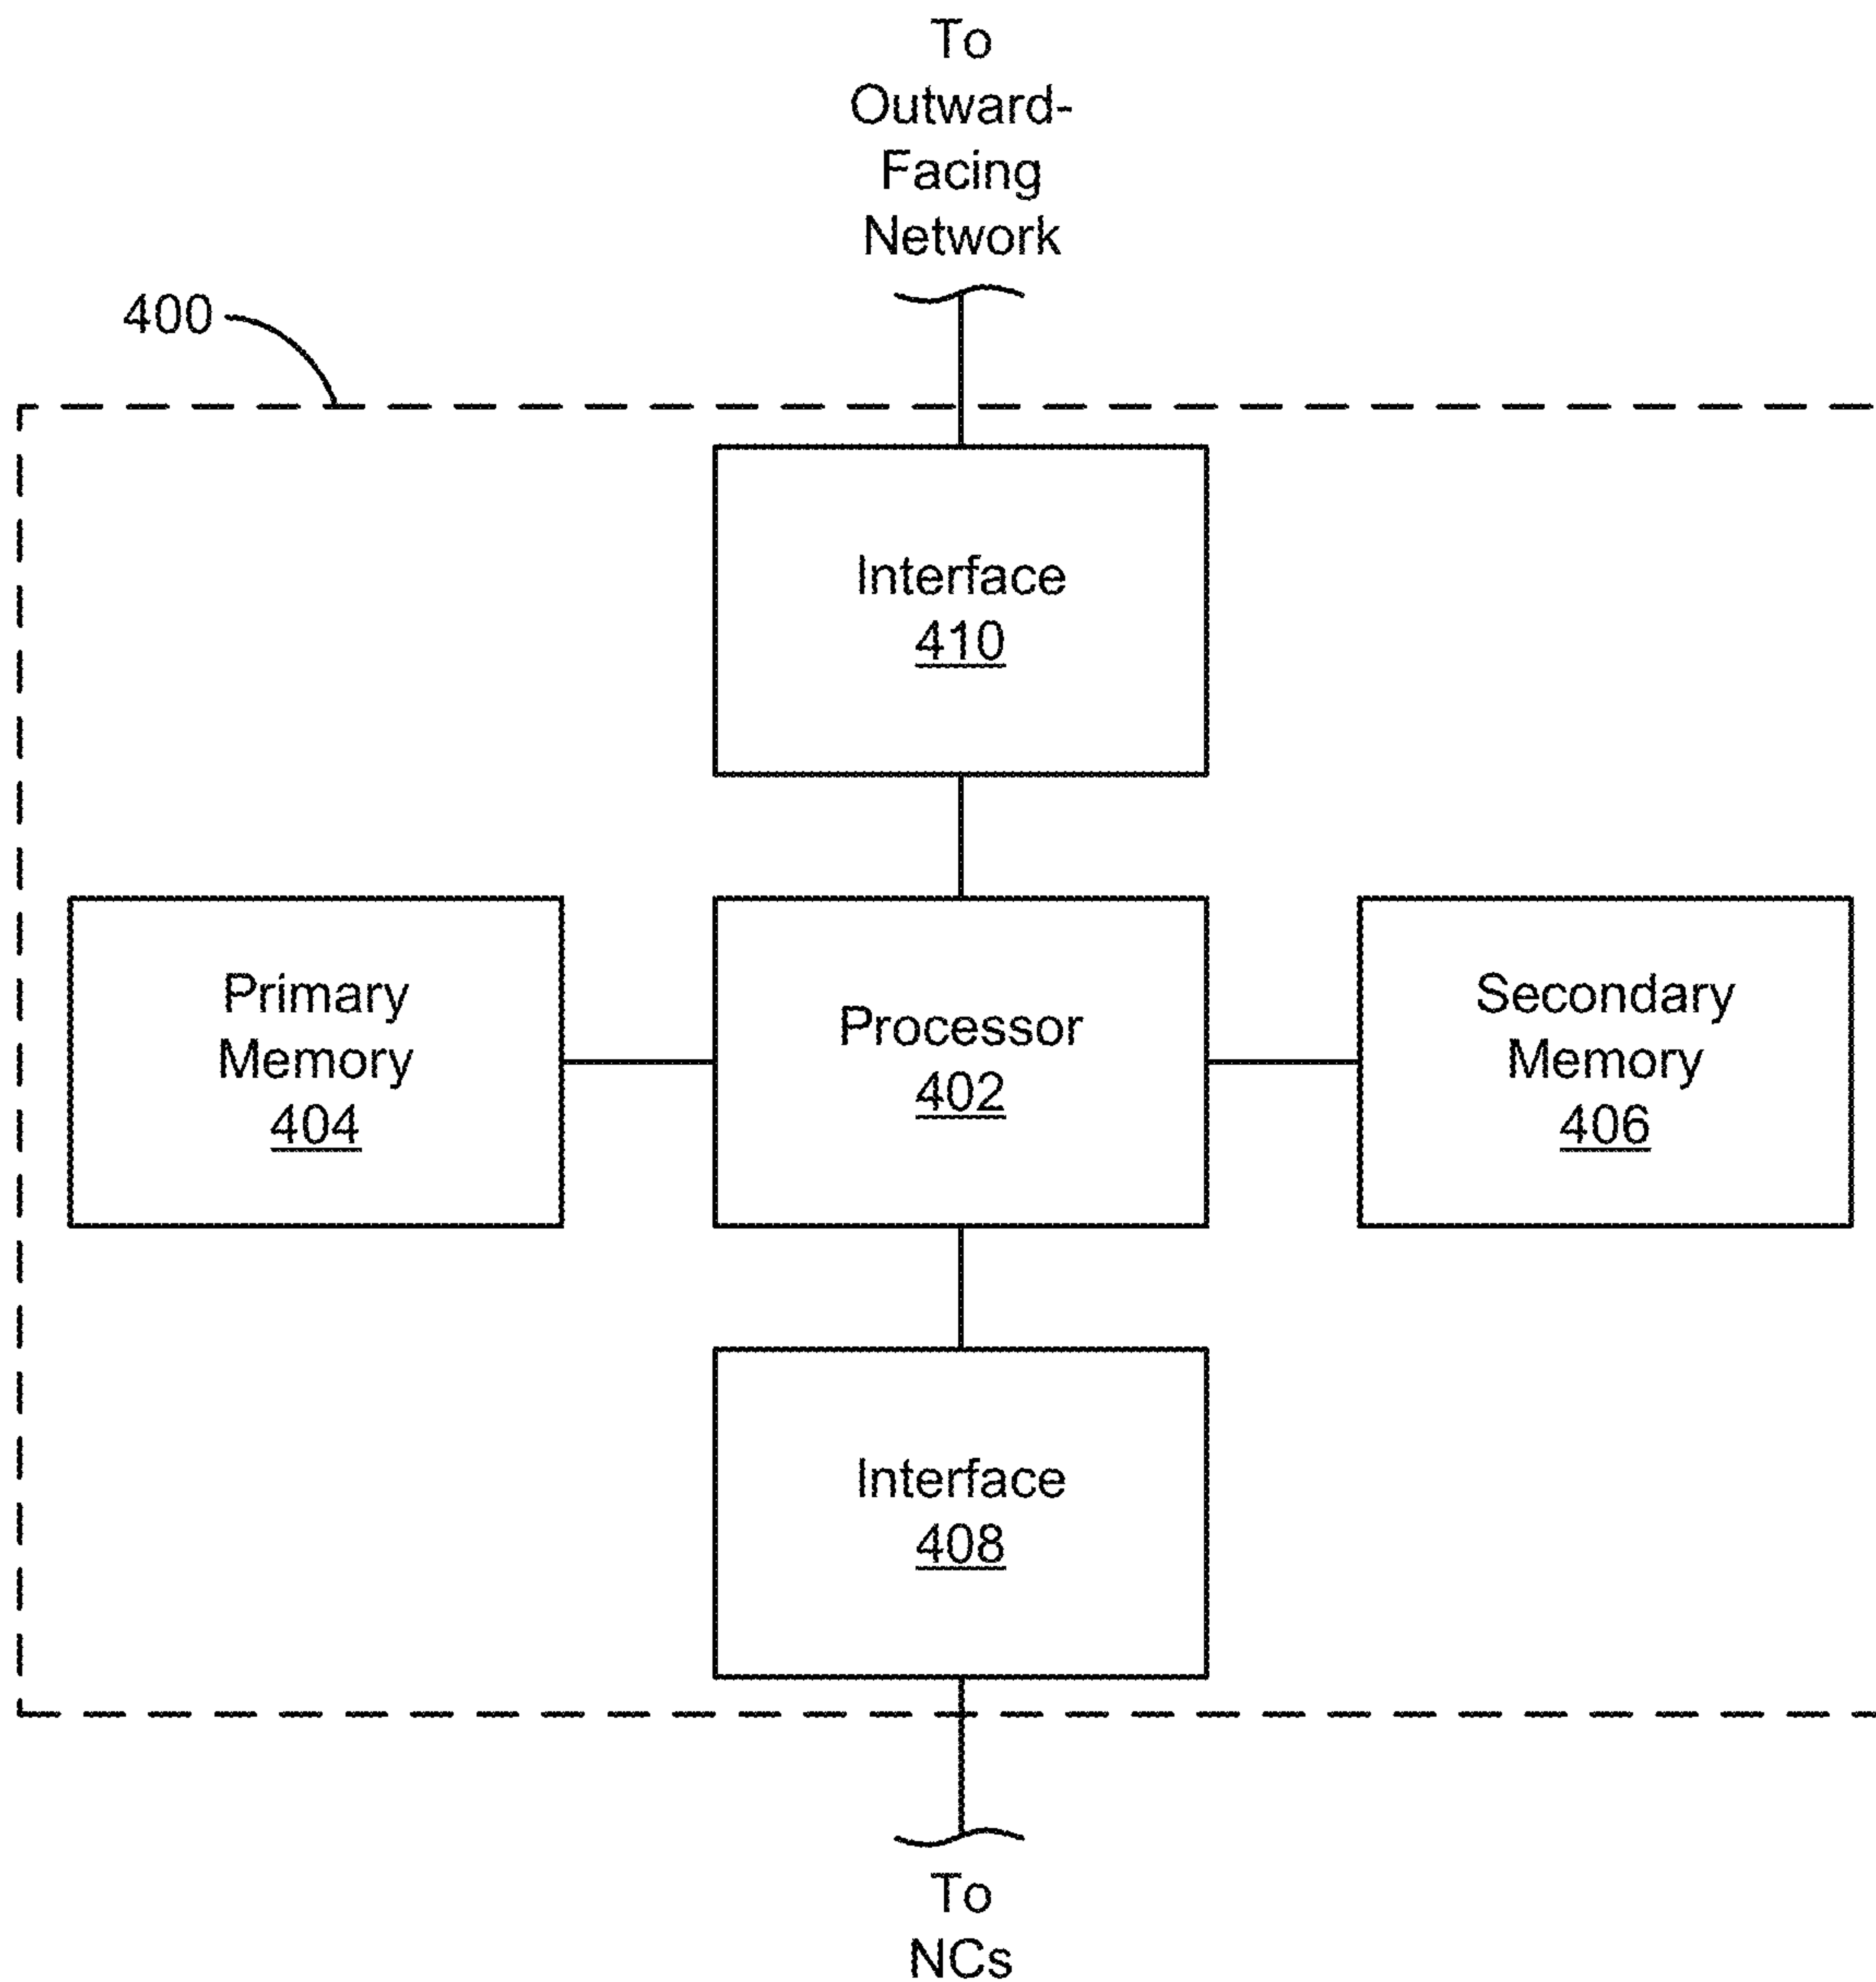 To
Outward-
Facing
Network
400
Interface
410
Primary
Memory
404
Processor
402
Secondary
Memory
406
Interface
408
To
NCs